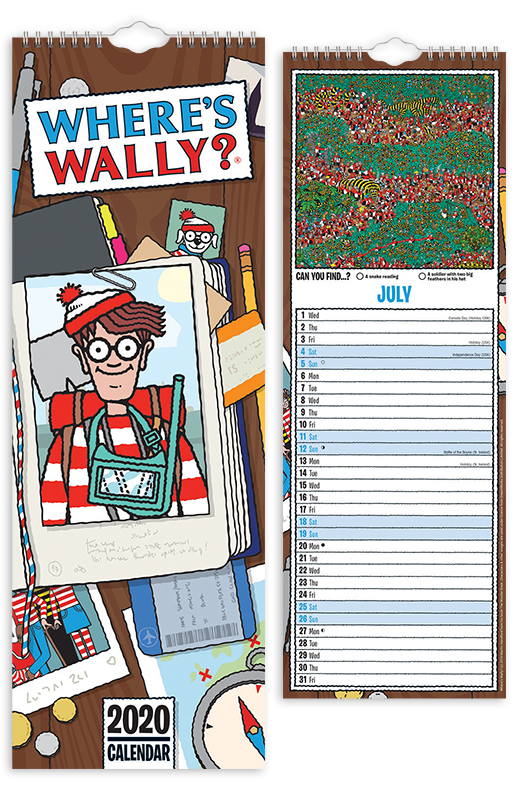 WHERE'S
WALLY?®
2020
CALENDAR
CAN YOU FIND...?
A snake reading
A soldier with two big
feathers in his hat
JULY
1 Wed
Canada Day (Holiday, CAN)
2 Thu
3 Fri
Holiday (USA)
4 Sat
Independence Day (USA)
5 Sun
6 Mon
7 Tue
8 Wed
9 Thu
10 Fri
11 Sat
12 Sun
Battle of the Boyne (N. Ireland)
13 Mon
Holiday (N. Ireland)
14 Tue
15 Wed
16 Thu
17 Fri
18 Sat
19 Sun
20 Mon
21 Tue
22 Wed
23 Thu
24 Fri
25 Sat
26 Sun
27 Mon
28 Tue
29 Wed
30 Thu
31 Fri